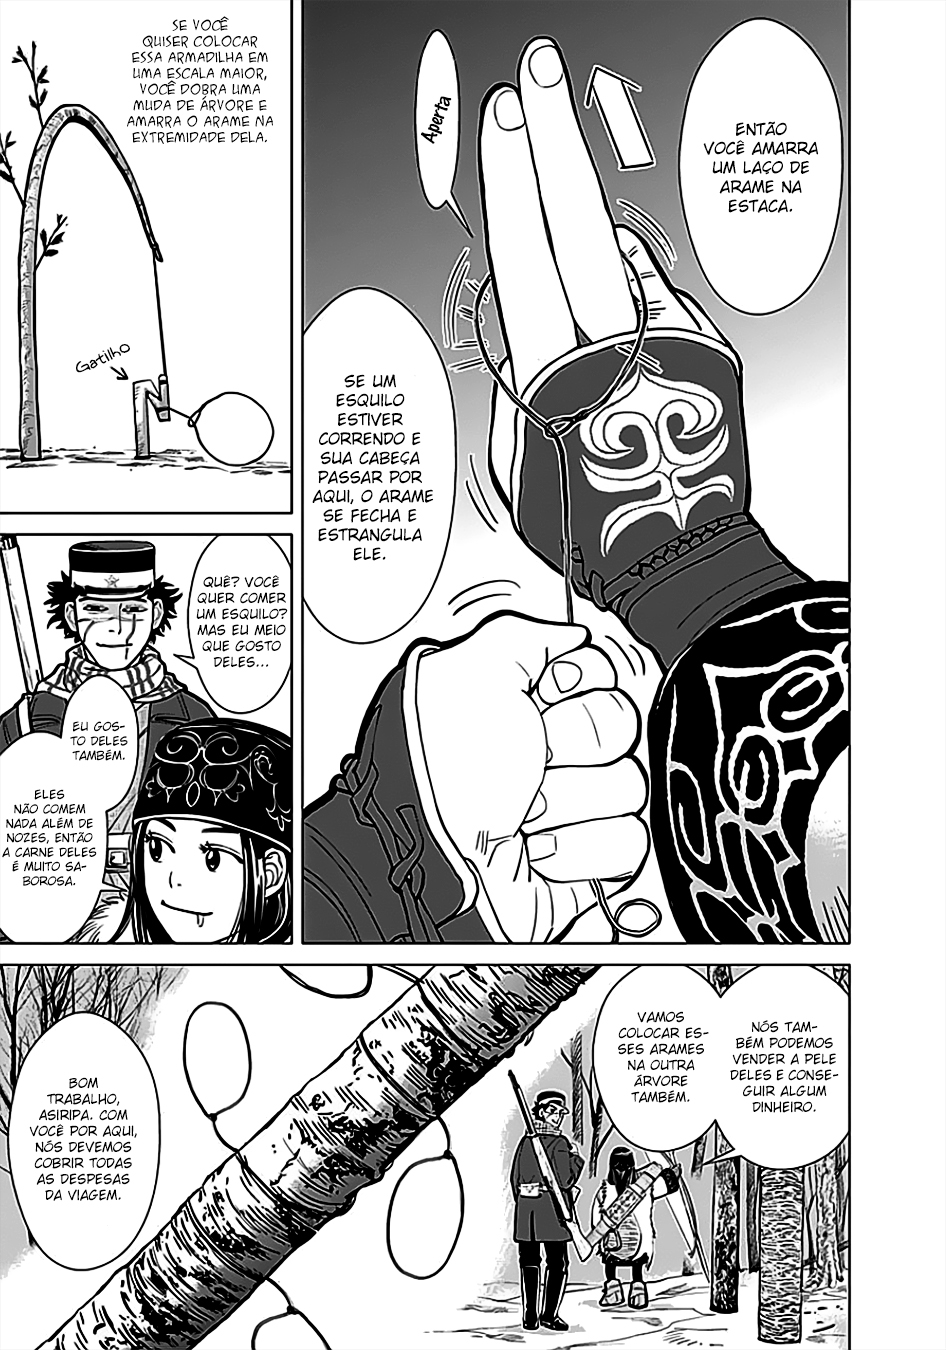 ENTÃO
VOCÊ AMARRA
UM LAÇO DE
ARAME NA
ESTACA.
Aperta
SE UM
ESQUILO
ESTIVER
CORRENDO E
SUA CABEÇA
PASSAR POR
AQUI, O ARAME
SE FECHA E
ESTRANGULA
ELE.
SE VOCÊ
QUISER COLOCAR
ESSA ARMADILHA EM
UMA ESCALA MAIOR,
VOCÊ DOBRA UMA
MUDA DE ÁRVORE E
AMARRA O ARAME NA
EXTREMIDADE DELA.
Gatilho
QUÊ? VOCÊ
QUER COMER
UM ESQUILO?
MAS EU MEIO
QUE GOSTO
DELES...
EU GOS-
TO DELES
TAMBÉM.
ELES
NÃO COMEM
NADA ALÉM DE
NOZES, ENTÃO
A CARNE DELES
É MUITO SA-
BOROSA.
NÓS TAM-
BÉM PODEMOS
VENDER A PELE
DELES E CONSE-
GUIR ALGUM
DINHEIRO.
VAMOS
COLOCAR ES-
SES ARAMES
NA OUTRA
ÁRVORE
TAMBÉM.
BOM
TRABALHO,
ASIRIPA. COM
VOCÊ POR AQUI,
NÓS DEVEMOS
COBRIR TODAS
AS DESPESAS
DA VIAGEM.